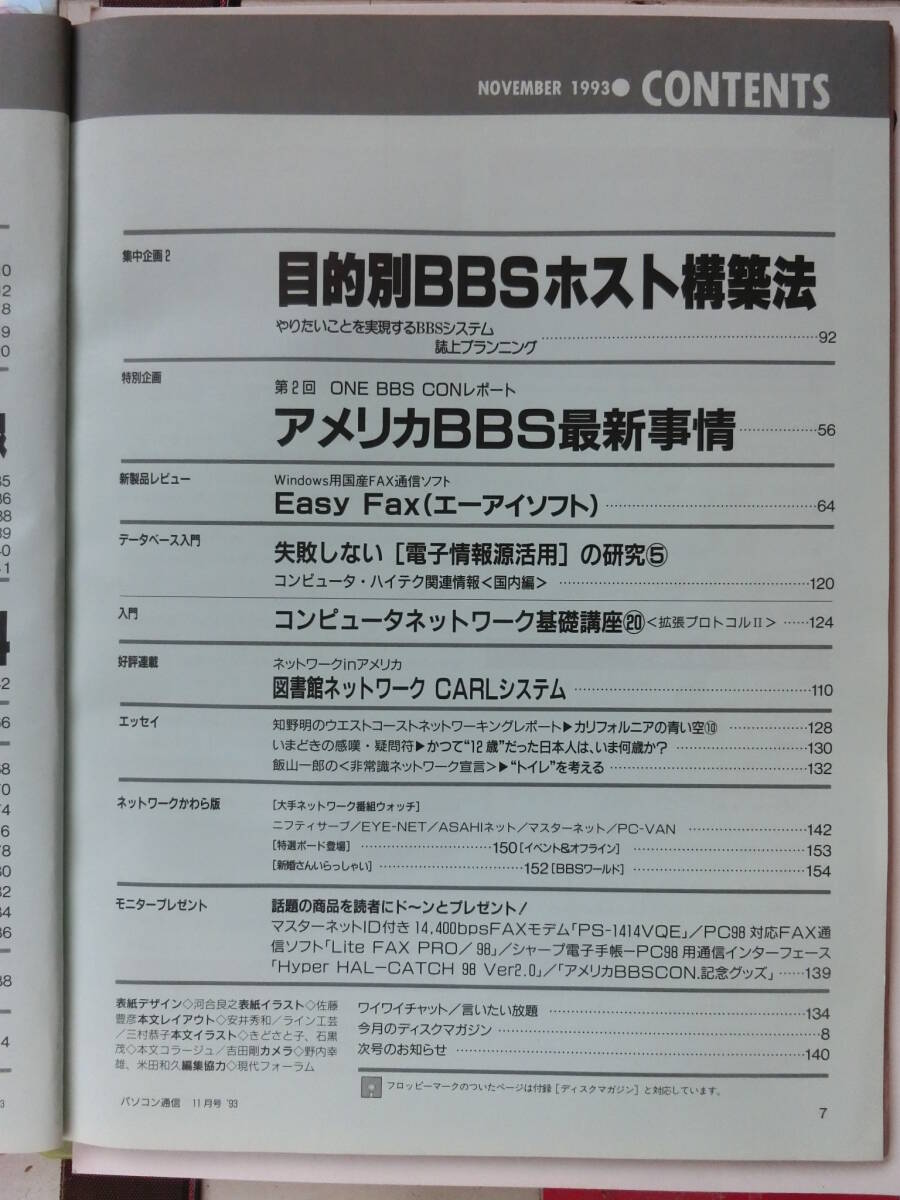 NOVEMBER 1993● CONTENTS
集中企画2
目的別BBSホスト構築法
やりたいことを実現するBBSシステム
誌上プランニング……92
特別企画
第2回 ONE BBS CONレポート
アメリカBBS最新事情……56
新製品レビュー
Windows用国産FAX通信ソフト
Easy Fax(エーアイソフト)……64
データベース入門
失敗しない[電子情報源活用]の研究⑤
コンピュータ・ハイテク関連情報<国内編>……120
入門
コンピュータネットワーク基礎講座⑳<拡張プロトコルII>……124
好評連載
ネットワークinアメリカ
図書館ネットワーク CARLシステム……110
エッセイ
知野明のウエストコーストネットワーキングレポート▶カリフォルニアの青い空⑩……128
いまどきの感嘆・疑問符▶かつて“12歳”だった日本人は、いま何歳か?……130
飯山一郎の<非常識ネットワーク宣言>▶“トイレ”を考える……132
ネットワークかわら版
[大手ネットワーク番組ウォッチ]
ニフティサーブ/EYE-NET/ASAHIネット/マスターネット/PC-VAN……142
[特選ボード登場]……150[イベント&オフライン]……153
[新婚さんいらっしゃい]……152[BBSワールド]……154
モニタープレゼント
話題の商品を読者にド〜ンとプレゼント!
マスターネットID付き14,400bpsFAXモデム「PS-1414VQE」/PC98対応FAX通
信ソフト「Lite FAX PRO/98」/シャープ電子手帳ーPC98用通信インターフェース
「Hyper HAL-CATCH 98 Ver2.0」/「アメリカBBSCON.記念グッズ」……139
表紙デザイン◇河合良之表紙イラスト◇佐藤
豊彦本文レイアウト◇安井秀和/ライン工芸
/三村恭子本文イラスト◇きどさと子、石黒
茂◇本文コラージュ/吉田剛カメラ◇野内幸
雄、米田和久編集協力◇現代フォーラム
ワイワイチャット/言いたい放題……134
今月のディスクマガジン……8
次号のお知らせ……140
フロッピーマークのついたページは付録[ディスクマガジン]と対応しています。
パソコン通信 11月号 '93
7